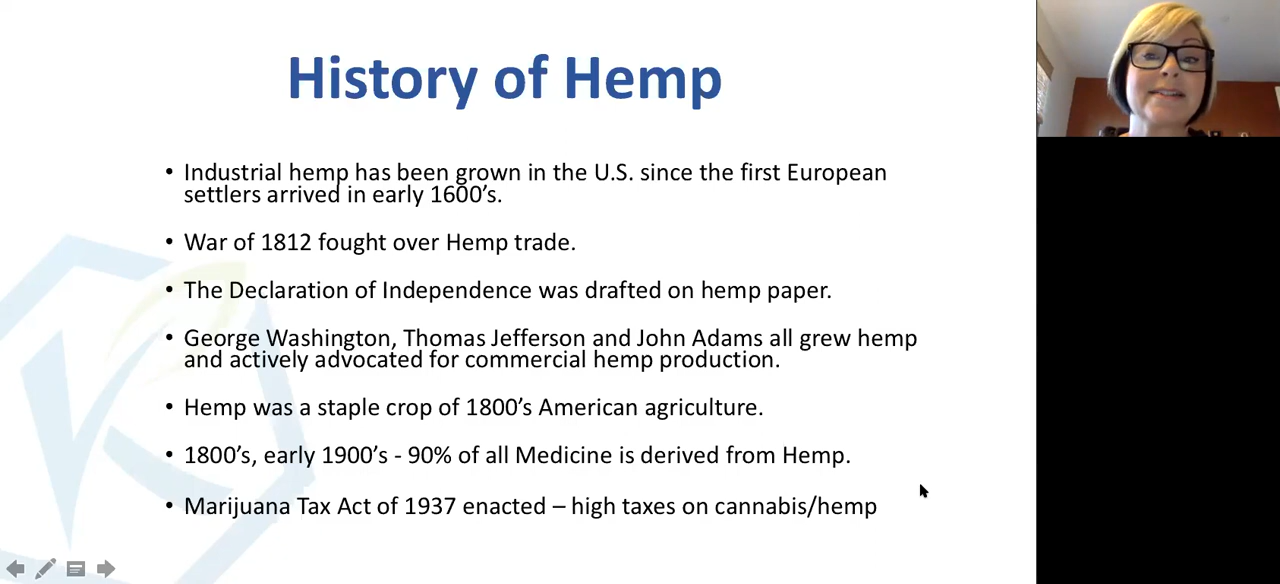 History of Hemp
• Industrial hemp has been grown in the U.S. since the first European
settlers arrived in early 1600's.
• War of 1812 fought over Hemp trade.
• The Declaration of Independence was drafted on hemp paper.
• George Washington, Thomas Jefferson and John Adams all grew hemp
and actively advocated for commercial hemp production.
• Hemp was a staple crop of 1800's American agriculture.
• 1800's, early 1900's - 90% of all Medicine is derived from Hemp.
• Marijuana Tax Act of 1937 enacted – high taxes on cannabis/hemp